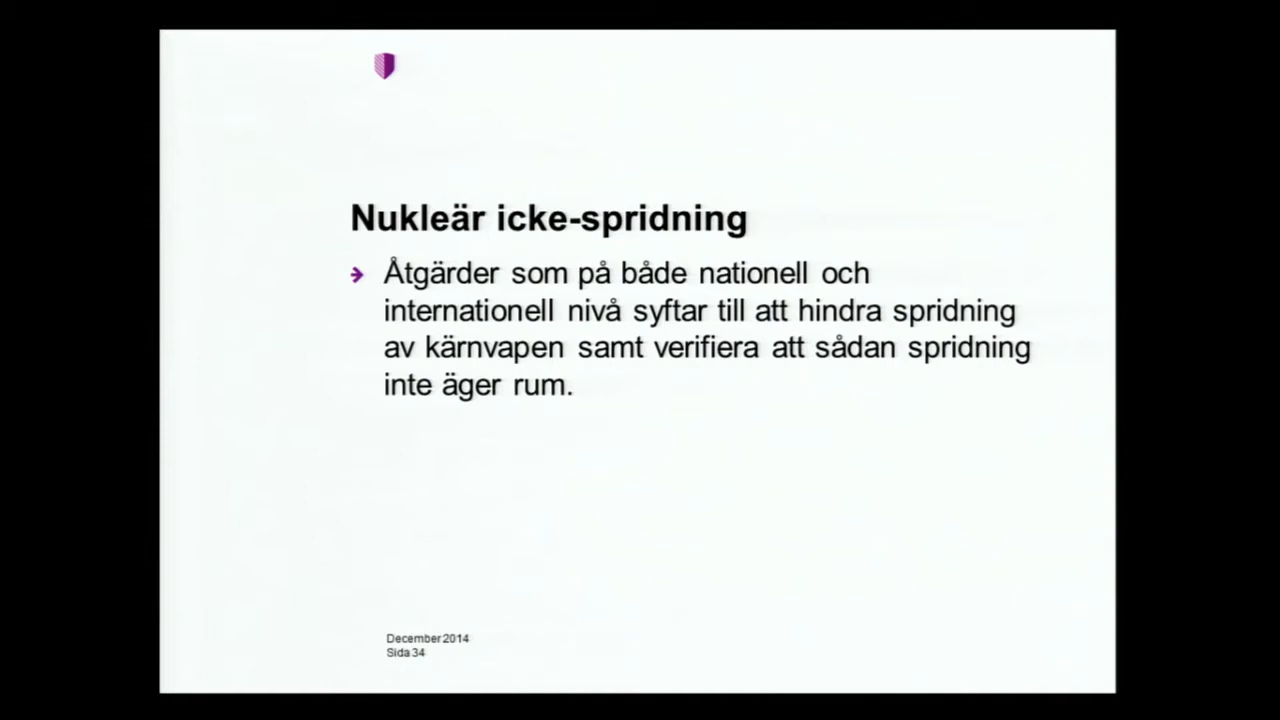 Nukleär icke-spridning
Åtgärder som på både nationell och
internationell nivå syftar till att hindra spridning
av kärnvapen samt verifiera att sådan spridning
inte äger rum.
December 2014
Sida 34